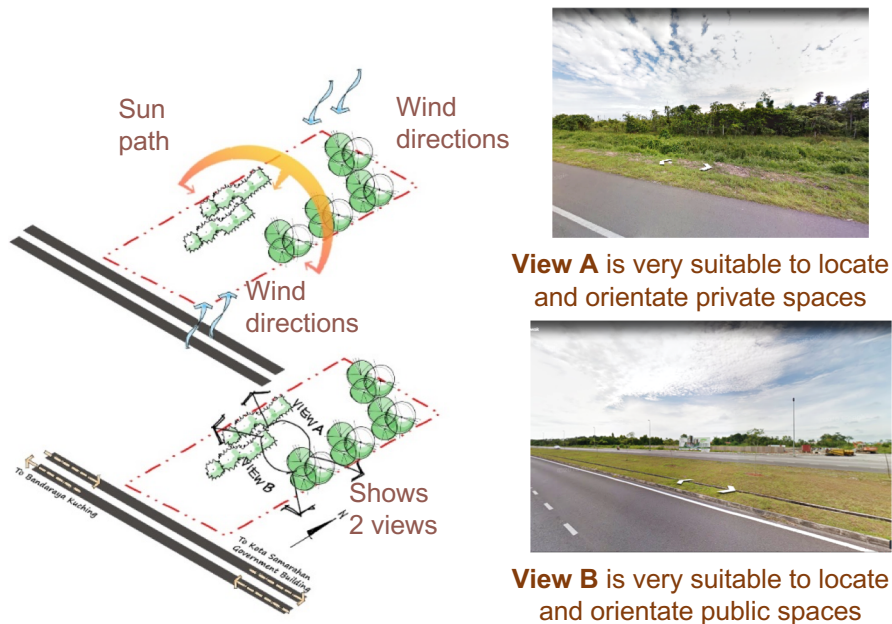 Sun
path
Wind
directions
Wind
directions
View A is very suitable to locate
and orientate private spaces
VIEW A
VIEW B
Shows
2 views
N
To Bandaraya Kuching
To Kota Samarahan
Government Building
View B is very suitable to locate
and orientate public spaces